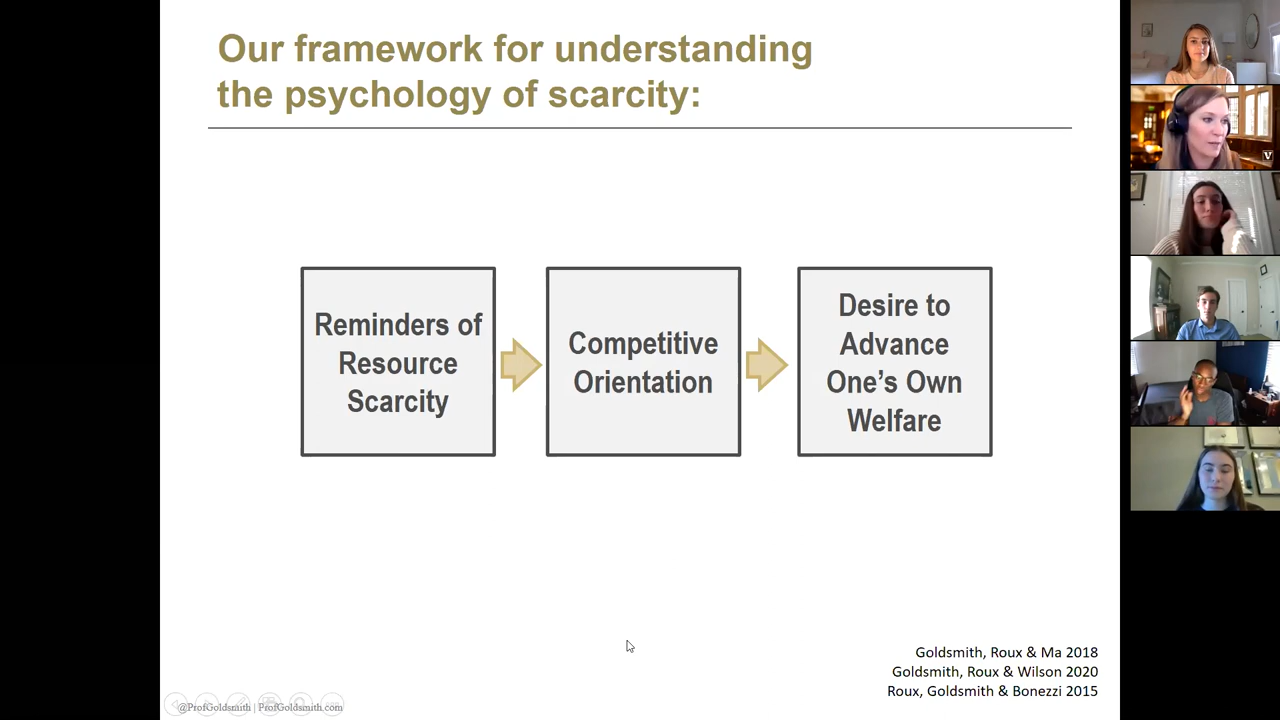 Our framework for understanding
the psychology of scarcity:
Reminders of
Resource
Scarcity
Competitive
Orientation
Desire to
Advance
One's Own
Welfare
Goldsmith, Roux & Ma 2018
Goldsmith, Roux & Wilson 2020
Roux, Goldsmith & Bonezzi 2015
@ProfGoldsmith | ProfGoldsmith.com
V